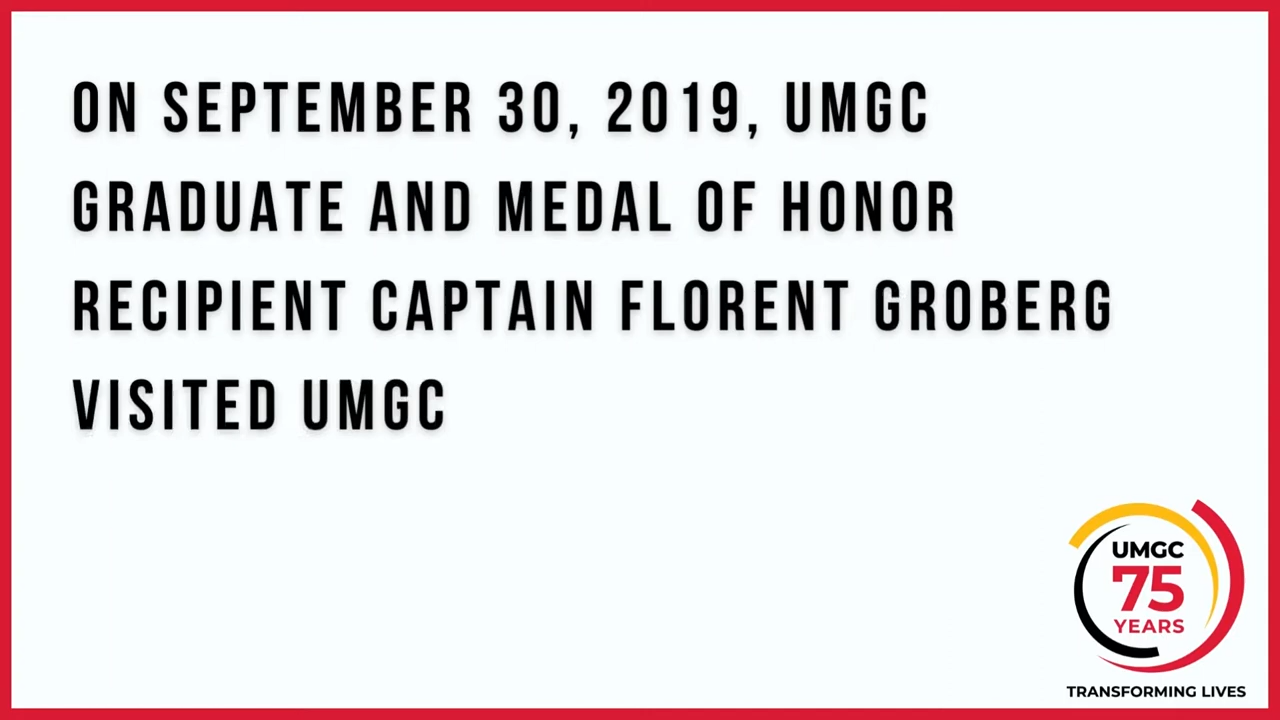 ON SEPTEMBER 30, 2019, UMGC
GRADUATE AND MEDAL OF HONOR
RECIPIENT CAPTAIN FLORENT GROBERG
VISITED UMGC
UMGC
75
YEARS
TRANSFORMING LIVES